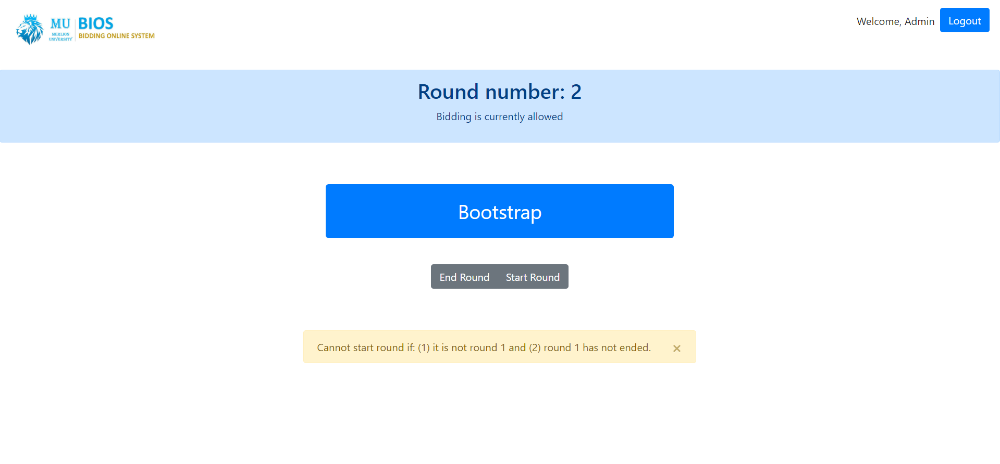 MU
MERLION
UNIVERSITY
BIOS
BIDDING ONLINE SYSTEM
Welcome, Admin
Logout
Round number: 2
Bidding is currently allowed
Bootstrap
End Round
Start Round
Cannot start round if: (1) it is not round 1 and (2) round 1 has not ended. ×